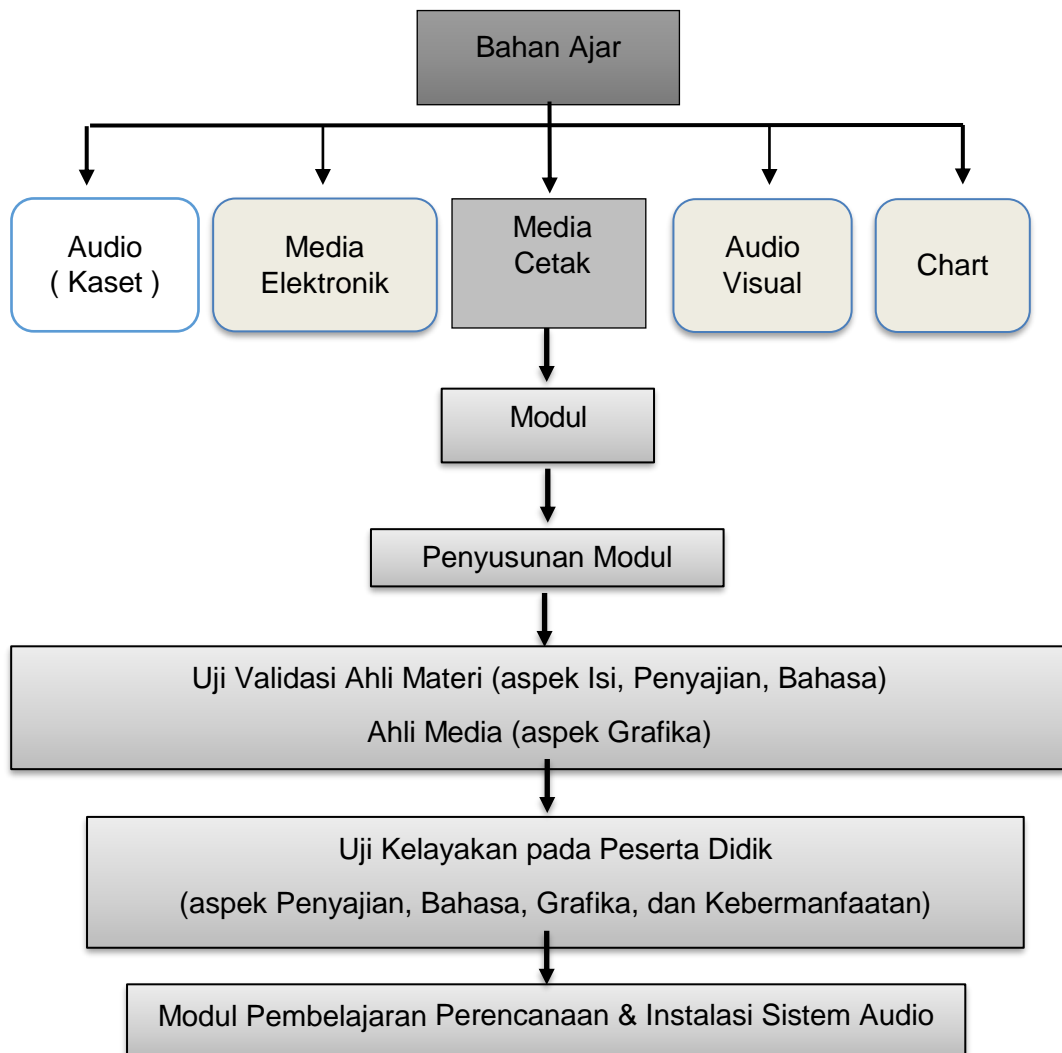 Bahan Ajar
Audio
( Kaset )
Media
Elektronik
Media
Cetak
Audio
Visual
Chart
Modul
Penyusunan Modul
Uji Validasi Ahli Materi (aspek Isi, Penyajian, Bahasa)
Ahli Media (aspek Grafika)
Uji Kelayakan pada Peserta Didik
(aspek Penyajian, Bahasa, Grafika, dan Kebermanfaatan)
Modul Pembelajaran Perencanaan & Instalasi Sistem Audio